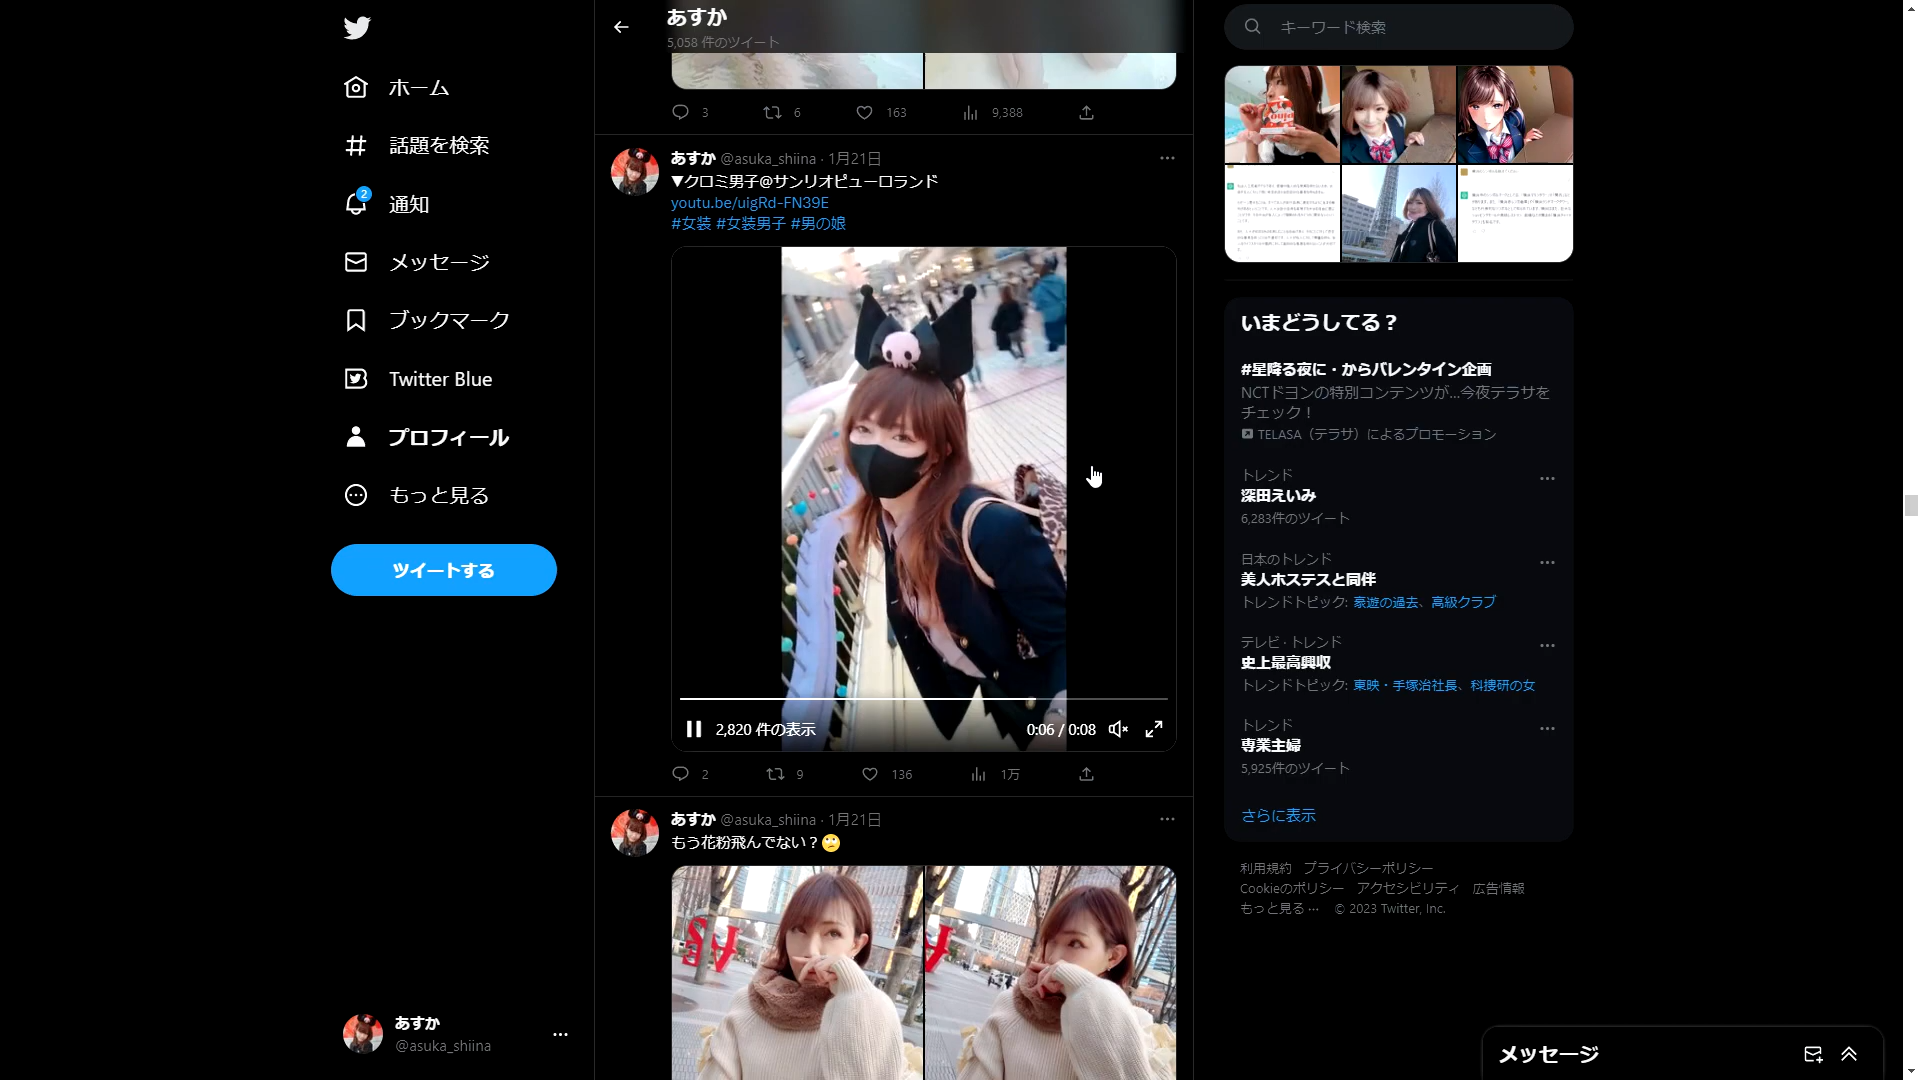 ホーム
話題を検索
2
通知
メッセージ
ブックマーク
Twitter Blue
プロフィール
もっと見る
ツイートする
あすか
@asuka_shiina
あすか
5,058 件のツイート
3 6 163 9,388
あすか @asuka_shiina · 1月21日
▼クロミ男子@サンリオピューロランド
youtu.be/uigRd-FN39E
#女装 #女装男子 #男の娘
2,820 件の表示 0:06 / 0:08
2 9 136 1万
あすか @asuka_shiina · 1月21日
もう花粉飛んでない？🙄
キーワード検索
いまどうしてる？
#星降る夜に・からバレンタイン企画
NCTドヨンの特別コンテンツが...今夜テラサを
チェック！
TELASA（テラサ）によるプロモーション
トレンド
深田えいみ
6,283件のツイート
日本のトレンド
美人ホステスと同伴
トレンドトピック: 豪遊の過去、高級クラブ
テレビ · トレンド
史上最高興収
トレンドトピック: 東映・手塚治社長、科捜研の女
トレンド
専業主婦
5,925件のツイート
さらに表示
利用規約 プライバシーポリシー
Cookieのポリシー アクセシビリティ 広告情報
もっと見る ··· © 2023 Twitter, Inc.
メッセージ